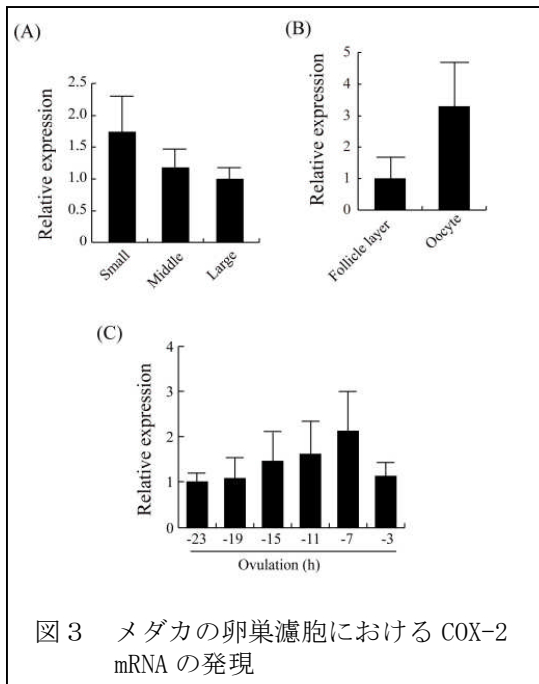 (A)
Relative expression
2.5
2.0
1.5
1.0
0.5
0
Small
Middle
Large
(B)
Relative expression
5
4
3
2
1
0
Follicle layer
Oocyte
(C)
Relative expression
4
3
2
1
0
-23 -19 -15 -11 -7 -3
Ovulation (h)
図3 メダカの卵巣濾胞における COX-2
mRNA の発現